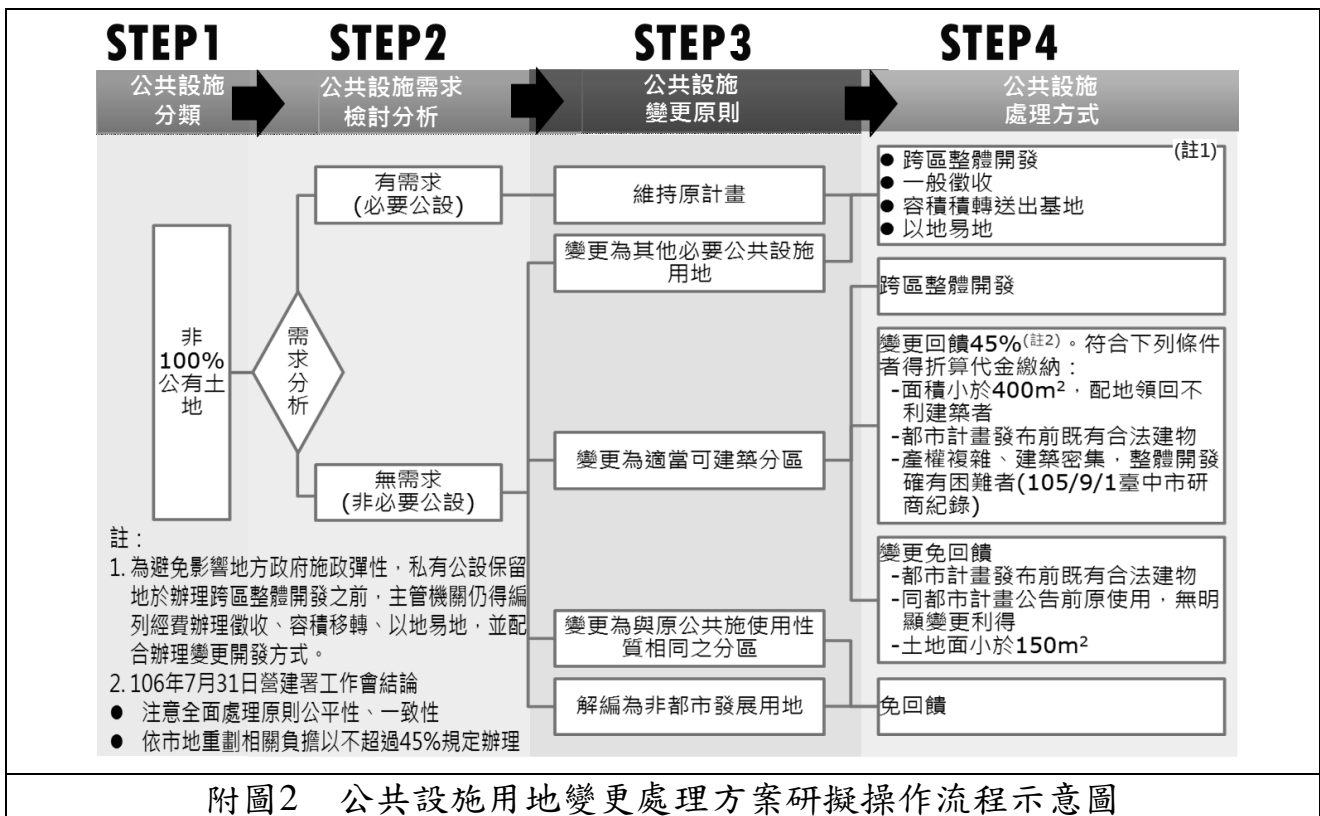 STEP1
STEP2
STEP3
STEP4
公共設施
分類
公共設施需求
檢討分析
公共設施
變更原則
公共設施
處理方式
非
100%
公有土
地
需
求
分
析
有需求
(必要公設)
無需求
(非必要公設)
維持原計畫
變更為其他必要公共設施
用地
變更為適當可建築分區
變更為與原公共施使用性
質相同之分區
解編為非都市發展用地
(註1)
● 跨區整體開發
● 一般徵收
● 容積積轉送出基地
● 以地易地
跨區整體開發
變更回饋45%(註2)。符合下列條件
者得折算代金繳納：
-面積小於400m²，配地領回不
利建築者
-都市計畫發布前既有合法建物
-產權複雜、建築密集，整體開發
確有困難者(105/9/1臺中市研
商紀錄)
變更免回饋
-都市計畫發布前既有合法建物
-同都市計畫公告前原使用，無明
顯變更利得
-土地面小於150m²
免回饋
註：
1. 為避免影響地方政府施政彈性，私有公設保留
地於辦理跨區整體開發之前，主管機關仍得編
列經費辦理徵收、容積移轉、以地易地，並配
合辦理變更開發方式。
2. 106年7月31日營建署工作會結論
● 注意全面處理原則公平性、一致性
● 依市地重劃相關負擔以不超過45%規定辦理
附圖2 公共設施用地變更處理方案研擬操作流程示意圖